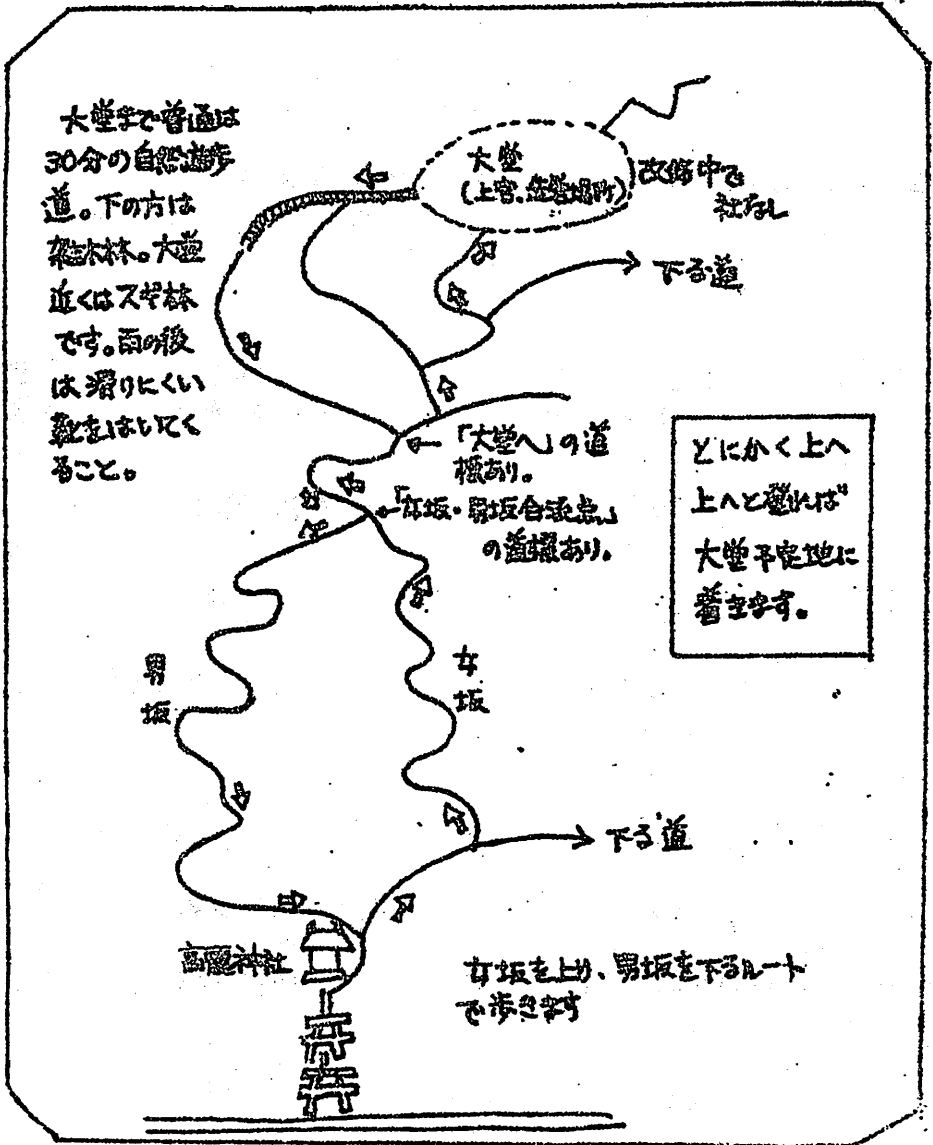 大堂まで普通は
30分の自然遊歩
道。下の方は
雑木林。大堂
近くはスギ林
です。雨の後
は滑りにくい
靴をはいてく
ること。
大堂
(上宮、
場所)
改修中で
社なし
下る道
「大堂へ」の道
標あり。
「女坂・男坂合流点」
の道標あり。
とにかく上へ
上へと登れば
大堂予定地に
着きます。
男
坂
女
坂
下る道
神社
女坂を上り、男坂を下るルート
で歩きます